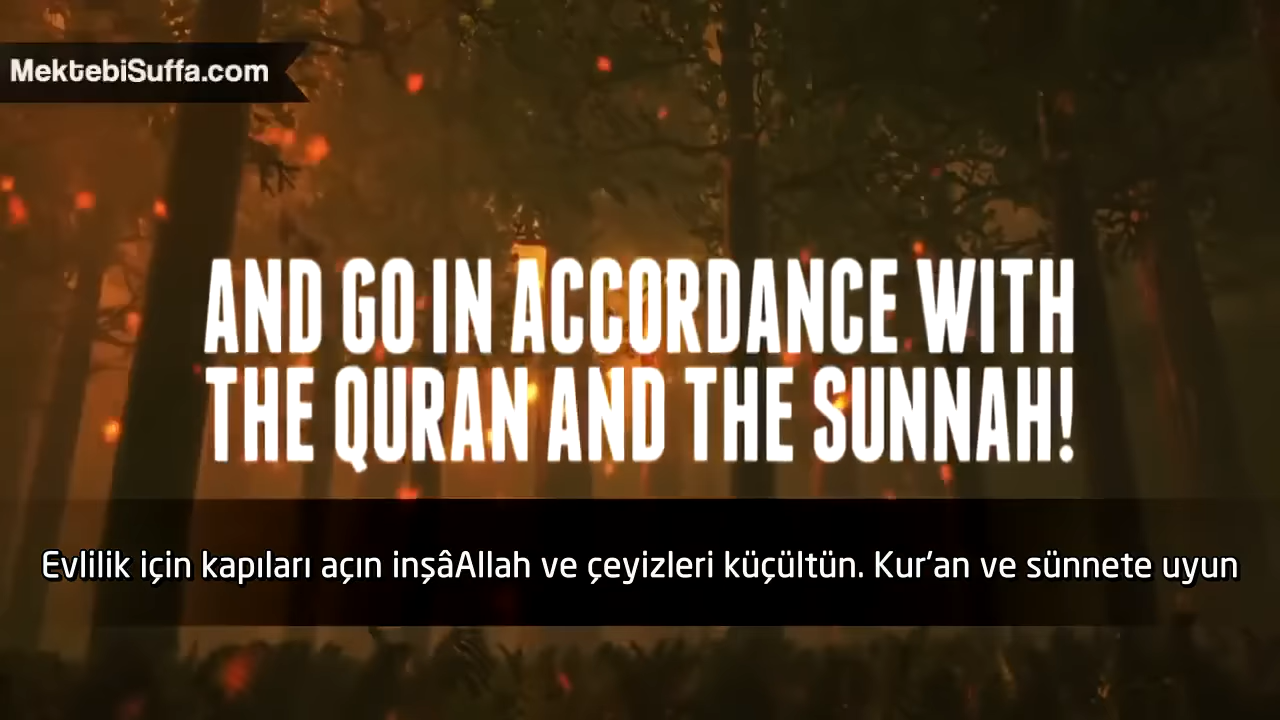 MektebiSuffa.com
AND GO IN ACCORDANCE WITH
THE QURAN AND THE SUNNAH!
Evlilik için kapıları açın inşâAllah ve çeyizleri küçültün. Kur’an ve sünnete uyun